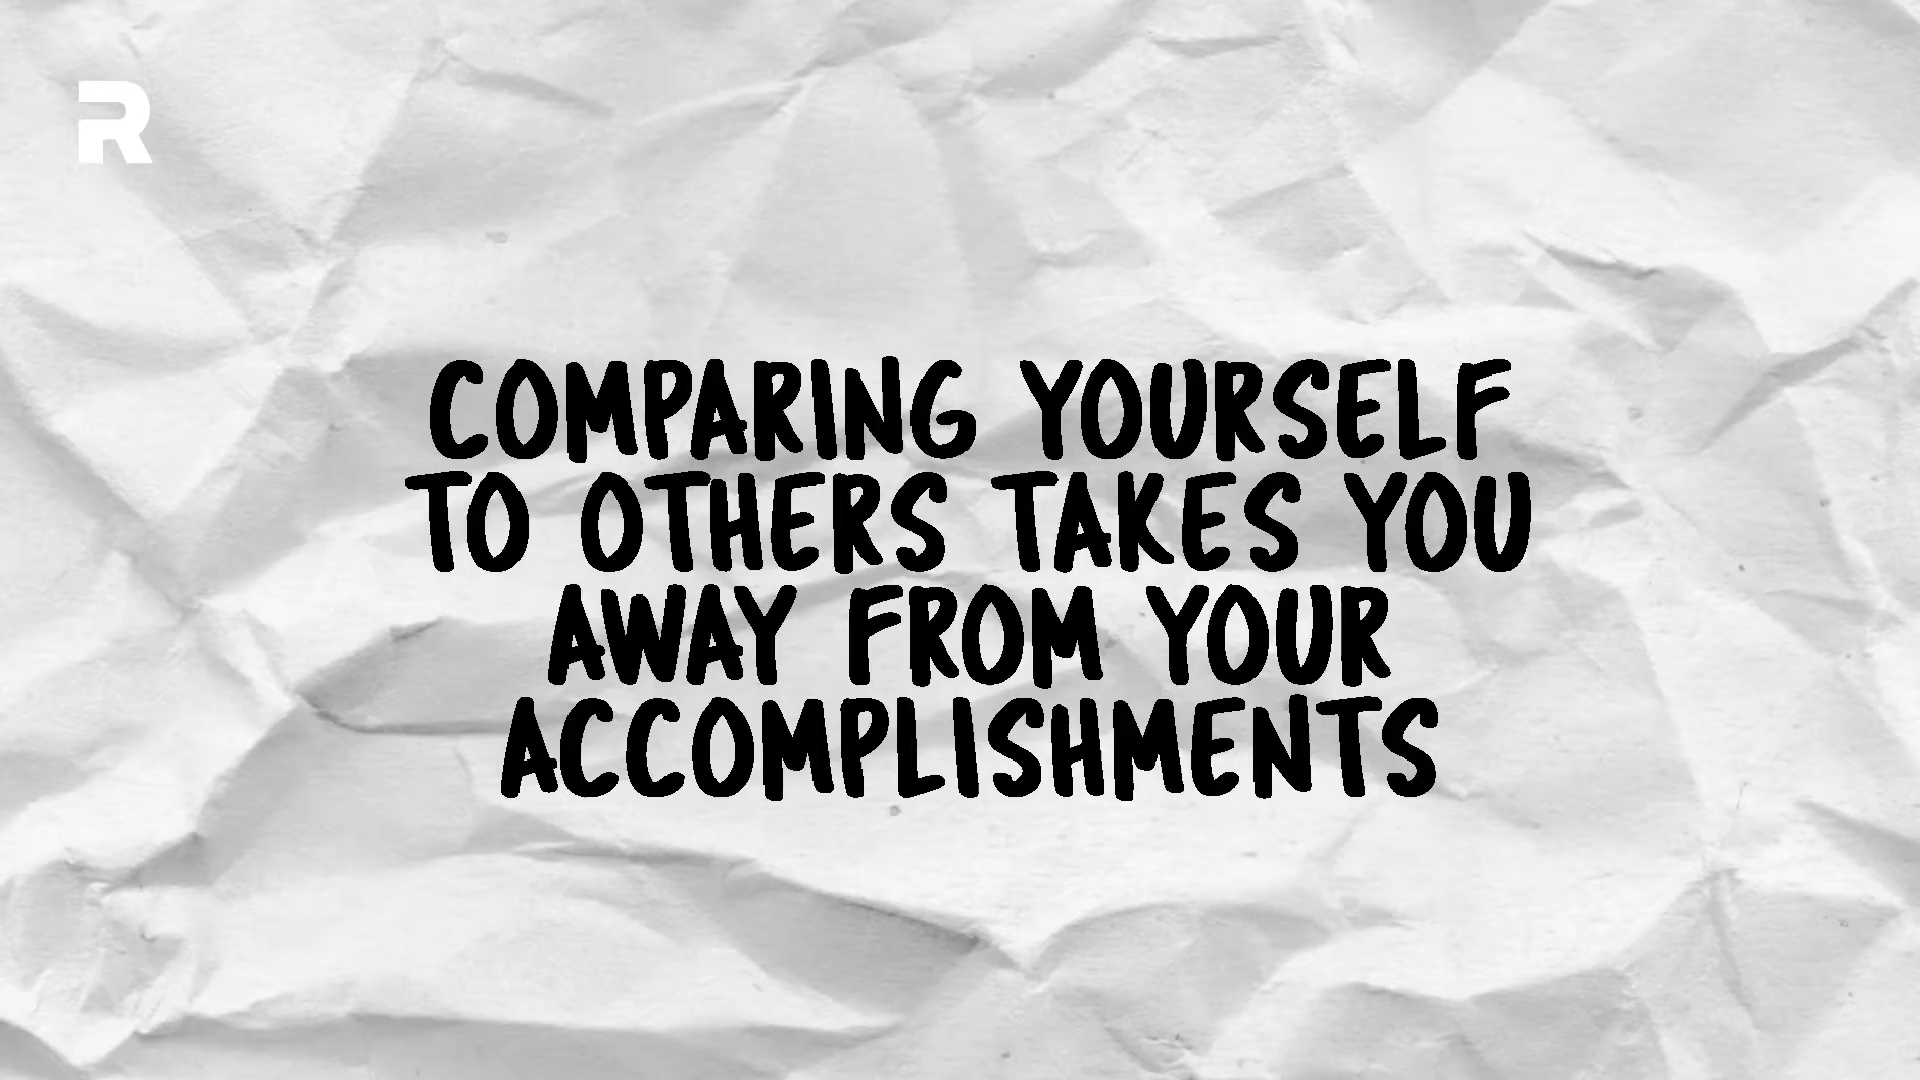 R
COMPARING YOURSELF
TO OTHERS TAKES YOU
AWAY FROM YOUR
ACCOMPLISHMENTS